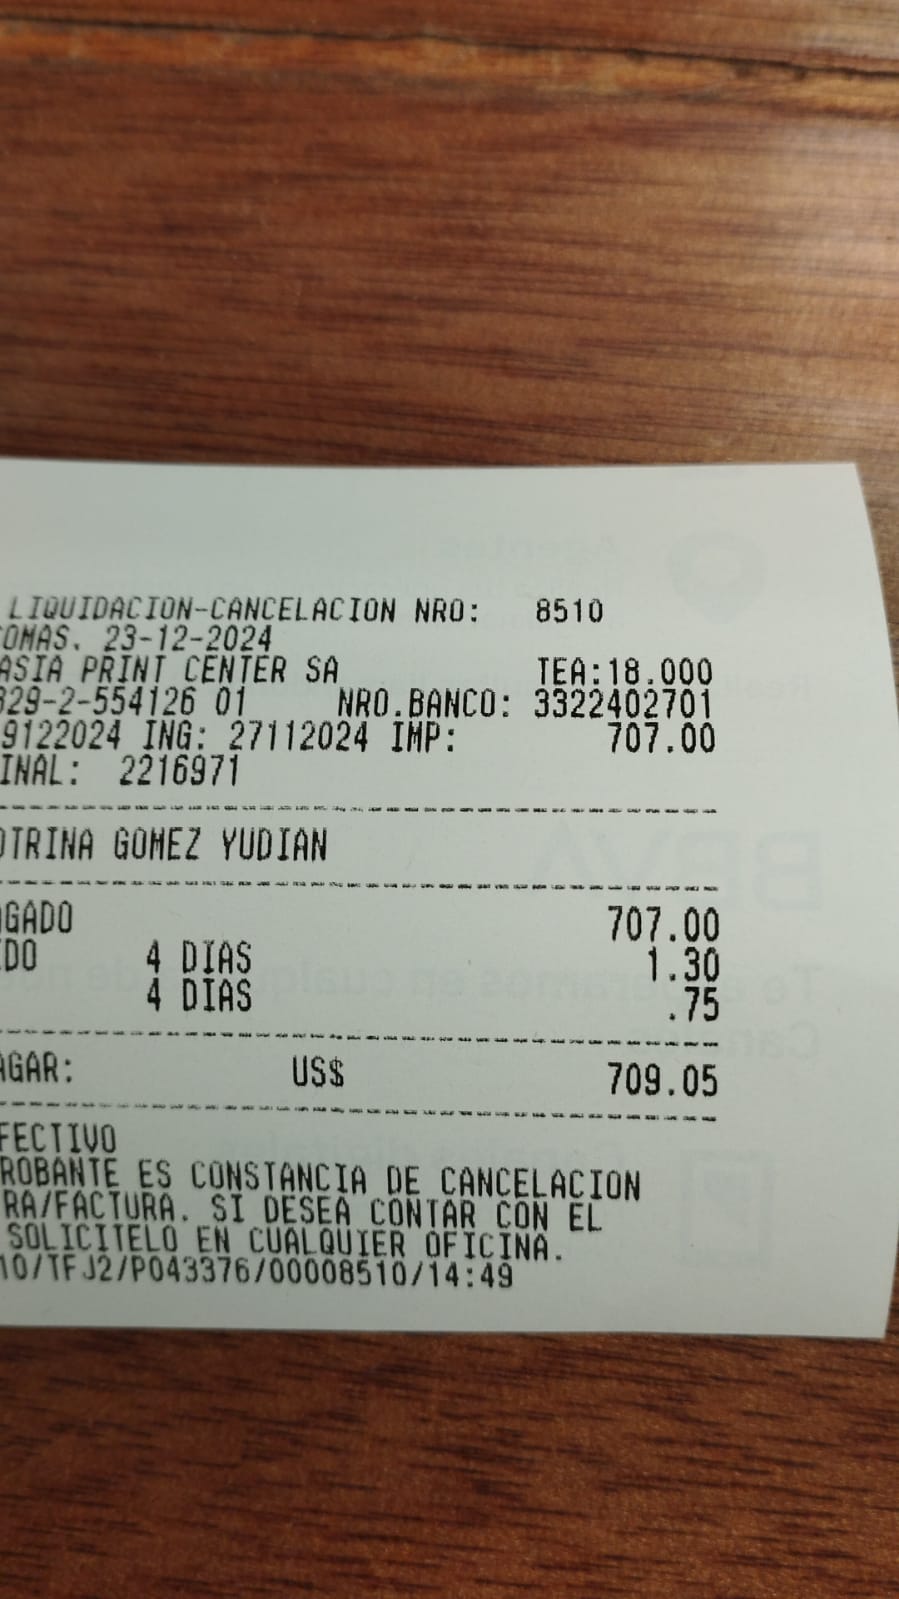 LIQUIDACION-CANCELACION NRO: 8510
OMAS. 23-12-2024
ASIA PRINT CENTER SA TEA:18.000
329-2-554126 01 NRO.BANCO: 3322402701
9122024 ING: 27112024 IMP: 707.00
INAL: 2216971
OTRINA GOMEZ YUDIAN
AGADO 707.00
DO 4 DIAS 1.30
4 DIAS .75
AGAR: US$ 709.05
FECTIVO
ROBANTE ES CONSTANCIA DE CANCELACION
RA/FACTURA. SI DESEA CONTAR CON EL
SOLICITELO EN CUALQUIER OFICINA.
10/TFJ2/P043376/00008510/14:49